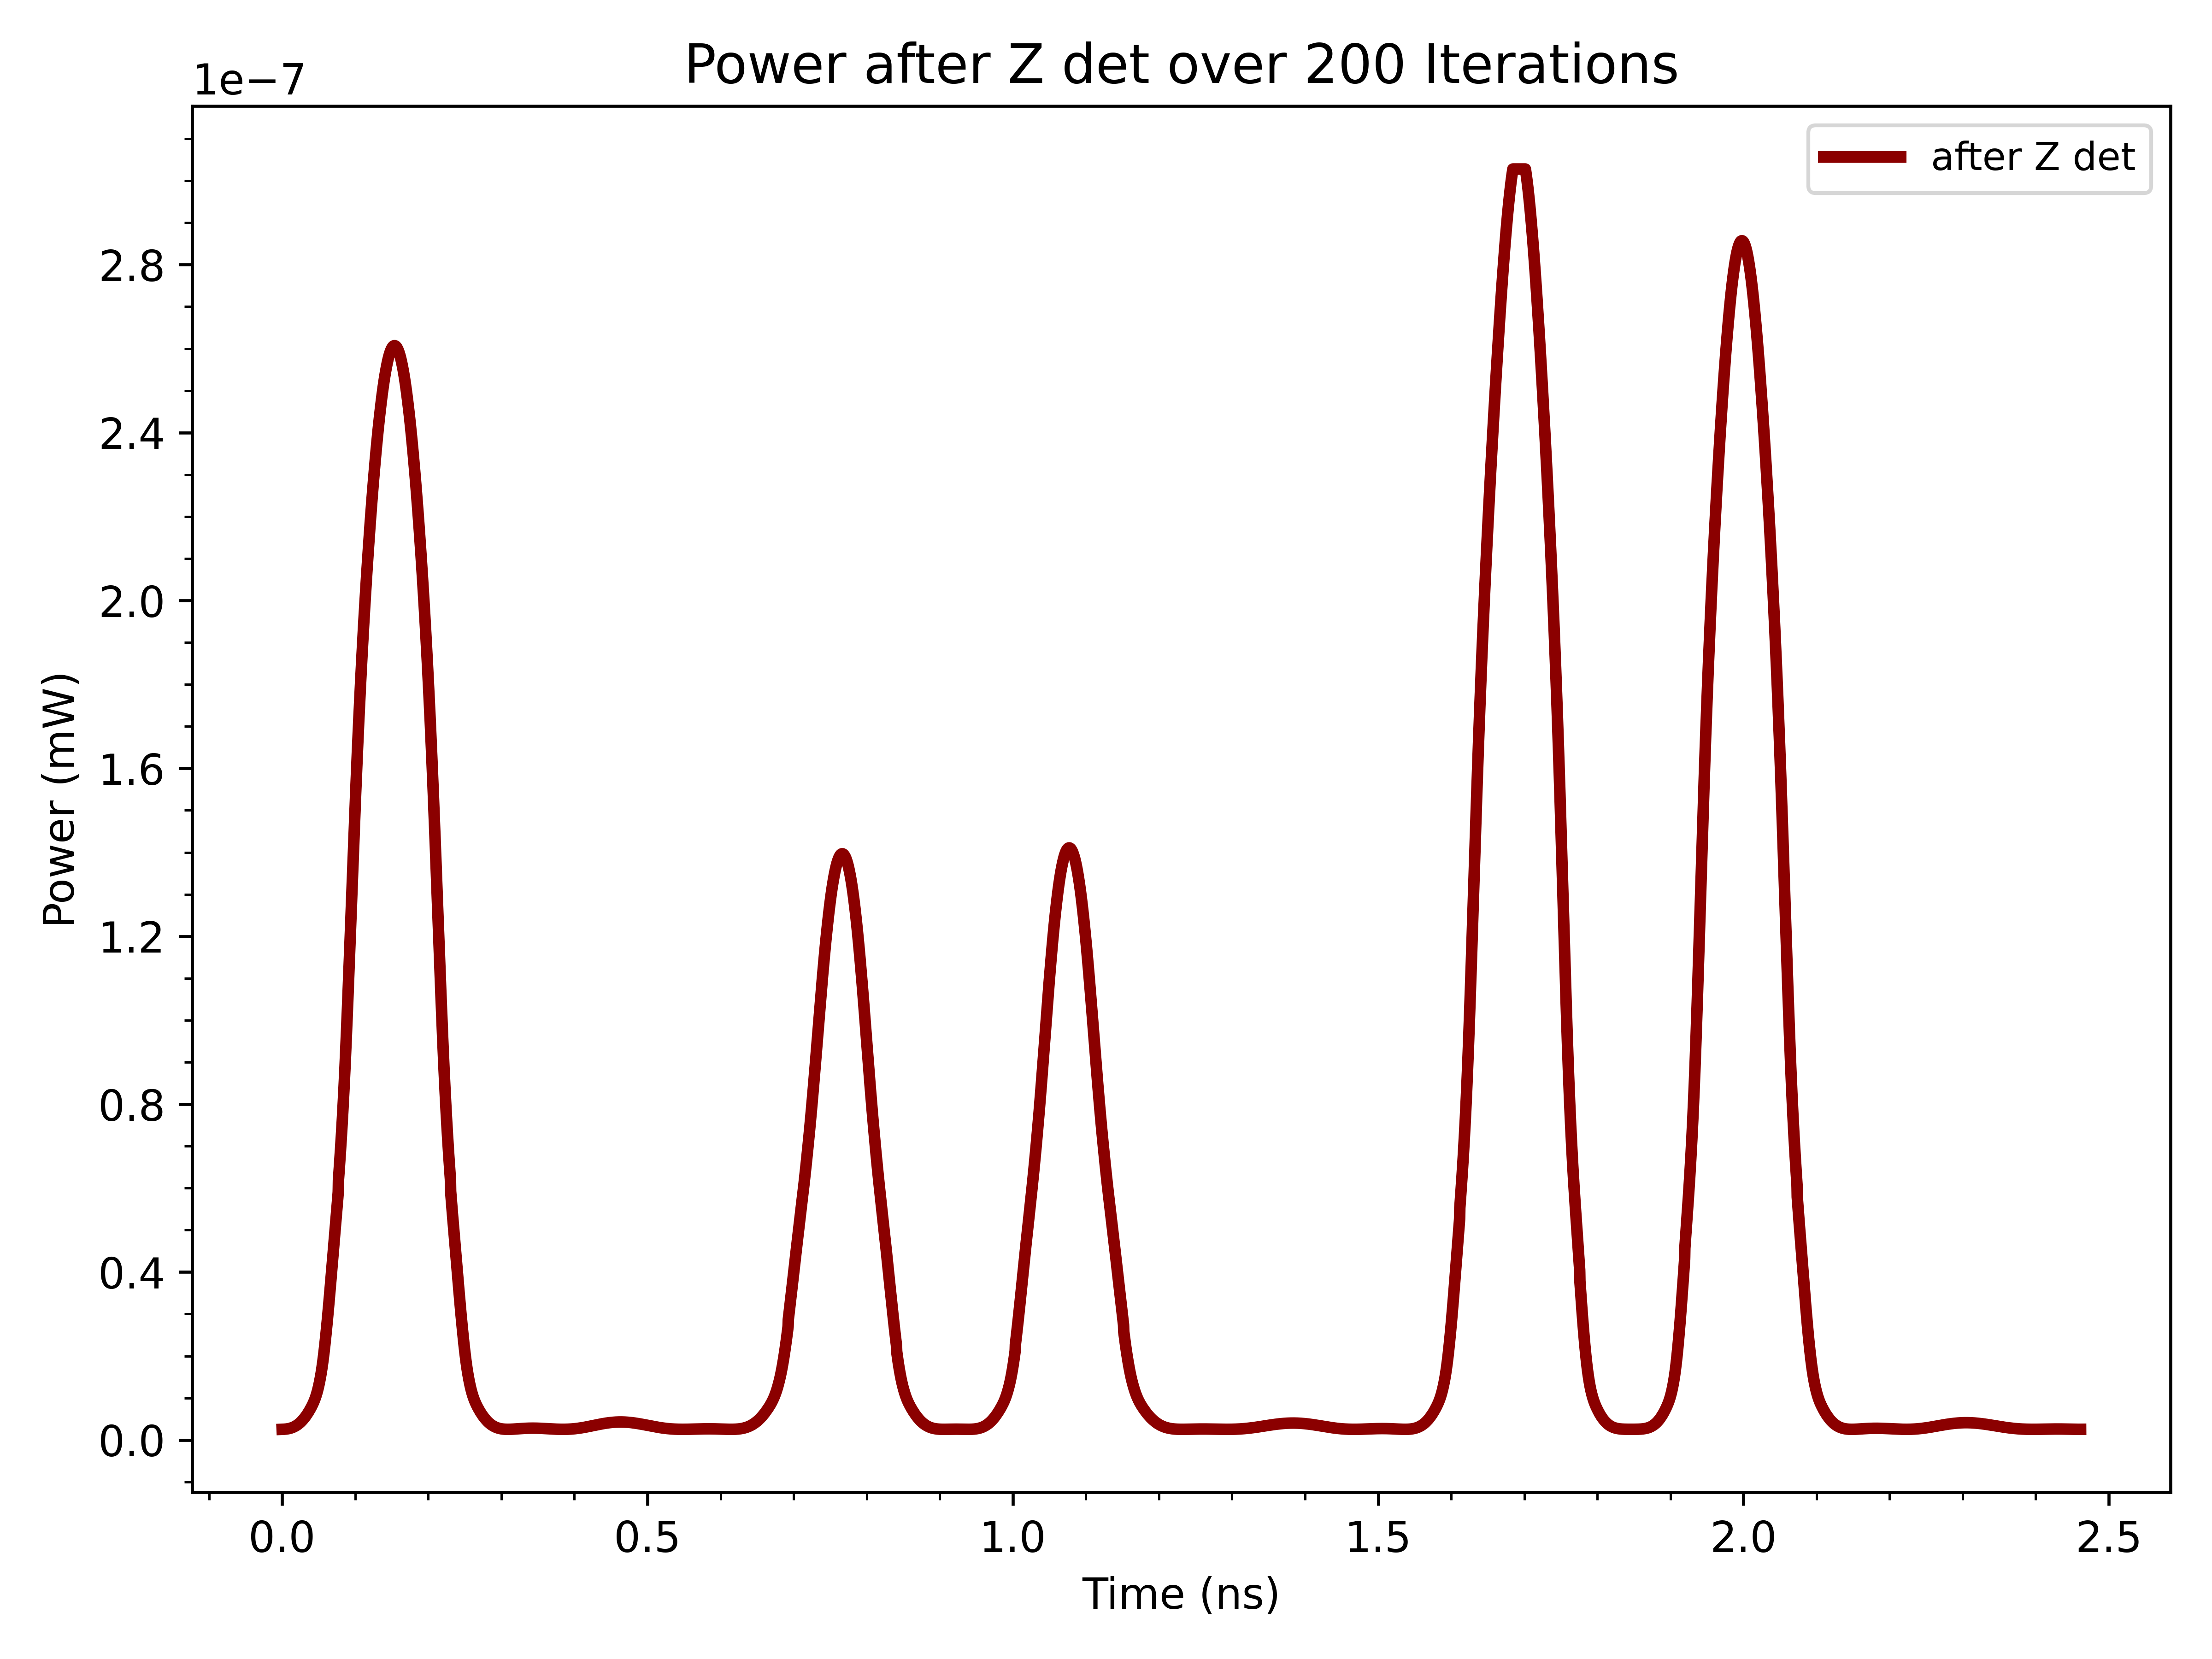 Power after Z det over 200 Iterations
1e−7
after Z det
2.8
2.4
2.0
1.6
1.2
0.8
0.4
0.0
Power (mW)
0.0 0.5 1.0 1.5 2.0 2.5
Time (ns)